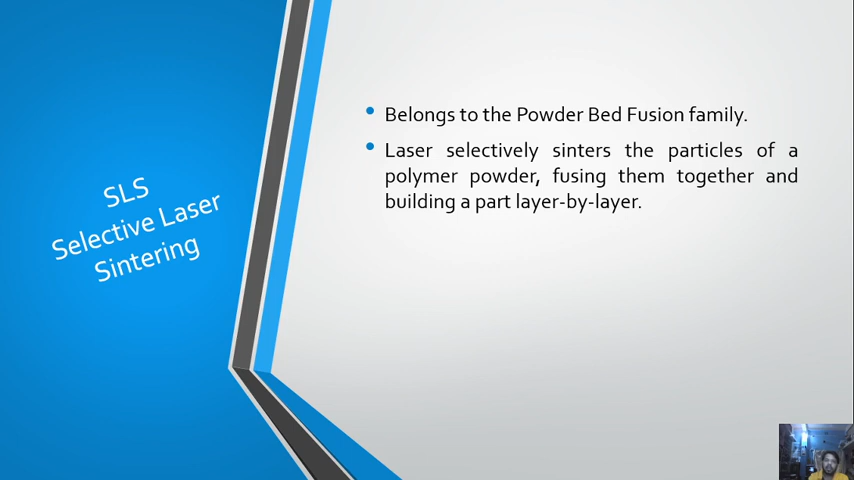 SLS
Selective Laser
Sintering
• Belongs to the Powder Bed Fusion family.
• Laser selectively sinters the particles of a
polymer powder, fusing them together and
building a part layer-by-layer.